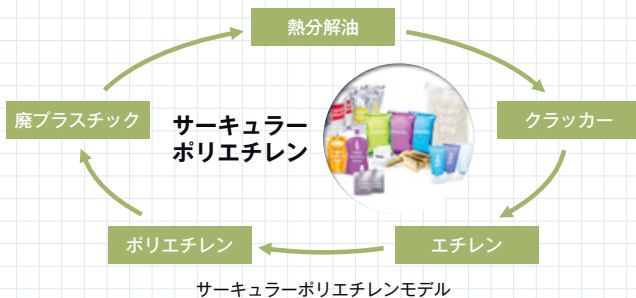 熱分解油
廃プラスチック
サーキュラー
ポリエチレン
クラッカー
ポリエチレン
エチレン
サーキュラーポリエチレンモデル